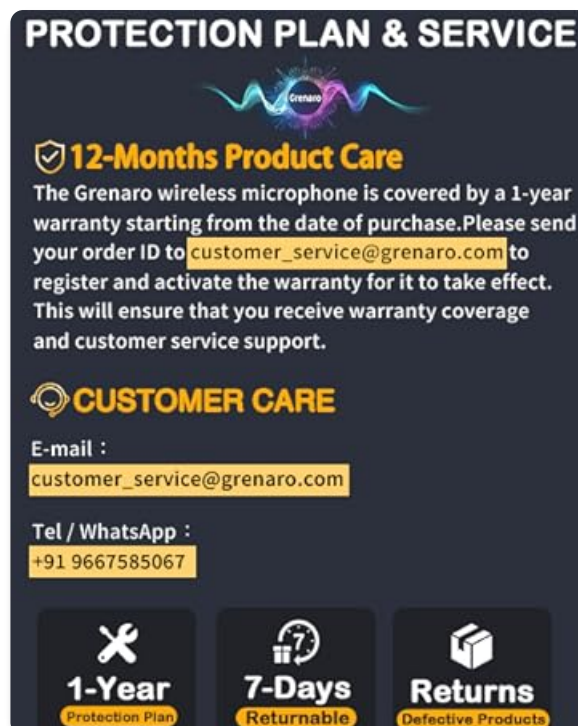 PROTECTION PLAN & SERVICE
Grenaro
12-Months Product Care
The Grenaro wireless microphone is covered by a 1-year
warranty starting from the date of purchase.Please send
your order ID to customer_service@grenaro.com to
register and activate the warranty for it to take effect.
This will ensure that you receive warranty coverage
and customer service support.
CUSTOMER CARE
E-mail：
customer_service@grenaro.com
Tel / WhatsApp：
+91 9667585067
7
1-Year 7-Days Returns
Protection Plan Returnable Defective Products